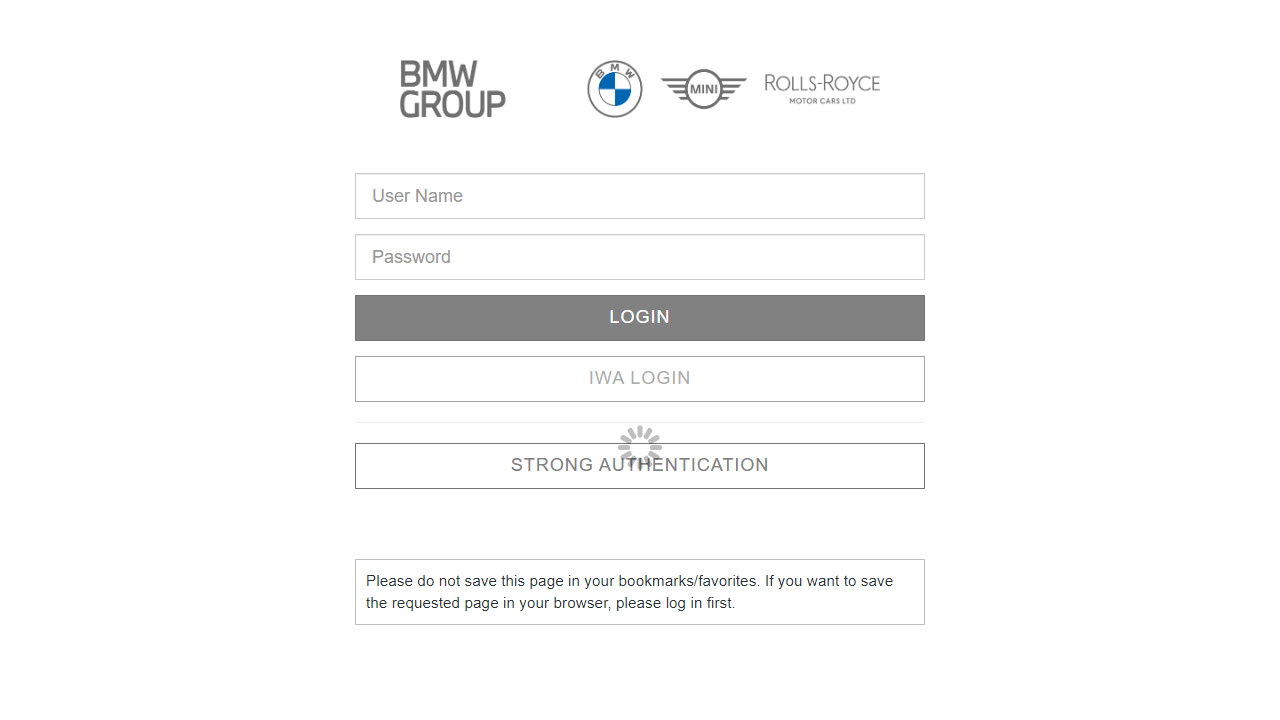 BMW
GROUP
BMW
MINI
ROLLS-ROYCE
MOTOR CARS LTD
User Name
Password
LOGIN
IWA LOGIN
STRONG AUTHENTICATION
Please do not save this page in your bookmarks/favorites. If you want to save
the requested page in your browser, please log in first.